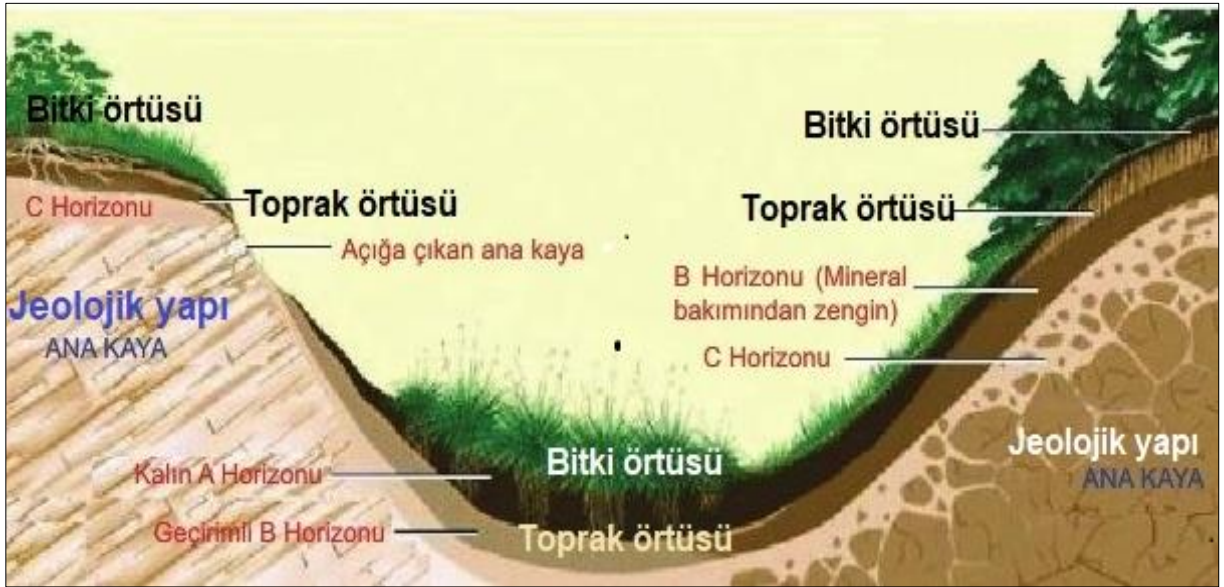 Bitki örtüsü
Bitki örtüsü
C Horizonu
Toprak örtüsü
Toprak örtüsü
Açığa çıkan ana kaya
B Horizonu (Mineral
bakımından zengin)
Jeolojik yapı
ANA KAYA
C Horizonu
Jeolojik yapı
ANA KAYA
Bitki örtüsü
Kalın A Horizonu
Geçirimil B Horizonu
Toprak örtüsü